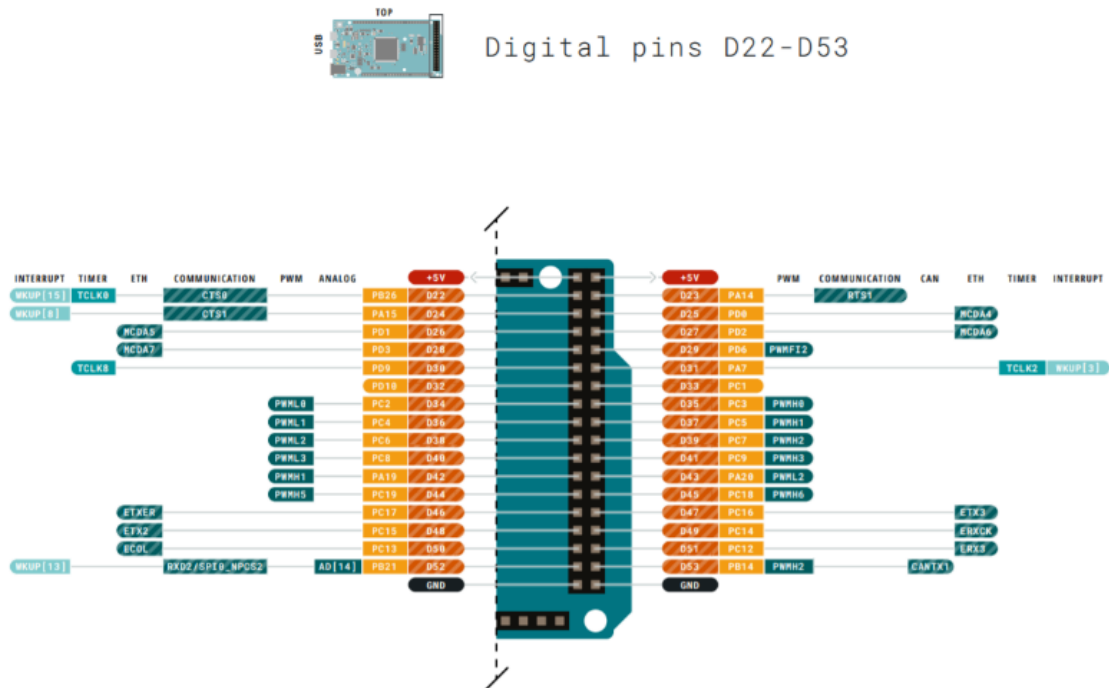 TOP
USB
Digital pins D22-D53
INTERRUPT TIMER ETH COMMUNICATION PWM ANALOG +5V +5V PWM COMMUNICATION CAN ETH TIMER INTERRUPT
WKUP[15] TCLK0 CTS0 PB26 D22 D23 PA14 RTS1
WKUP[8] CTS1 PA15 D24 D25 PD0 MCDA4
MCDA5 PD1 D26 D27 PD2 MCDA6
MCDA7 PD3 D28 D29 PD6 PWMFI2
TCLK8 PD9 D30 D31 PA7 TCLK2 WKUP[3]
PD10 D32 D33 PC1
PWML0 PC2 D34 D35 PC3 PWMH0
PWML1 PC4 D36 D37 PC5 PWMH1
PWML2 PC6 D38 D39 PC7 PWMH2
PWML3 PC8 D40 D41 PC9 PWMH3
PWMH1 PA19 D42 D43 PA20 PWML2
PWMH5 PC19 D44 D45 PC18 PWMH6
ETXER PC17 D46 D47 PC16 ETX3
ETX2 PC15 D48 D49 PC14 ERXCK
ECOL PC13 D50 D51 PC12 ERX3
WKUP[13] RXD2/SPI0_NPCS2 AD[14] PB21 D52 D53 PB14 PWMH2 CANTX1
GND GND